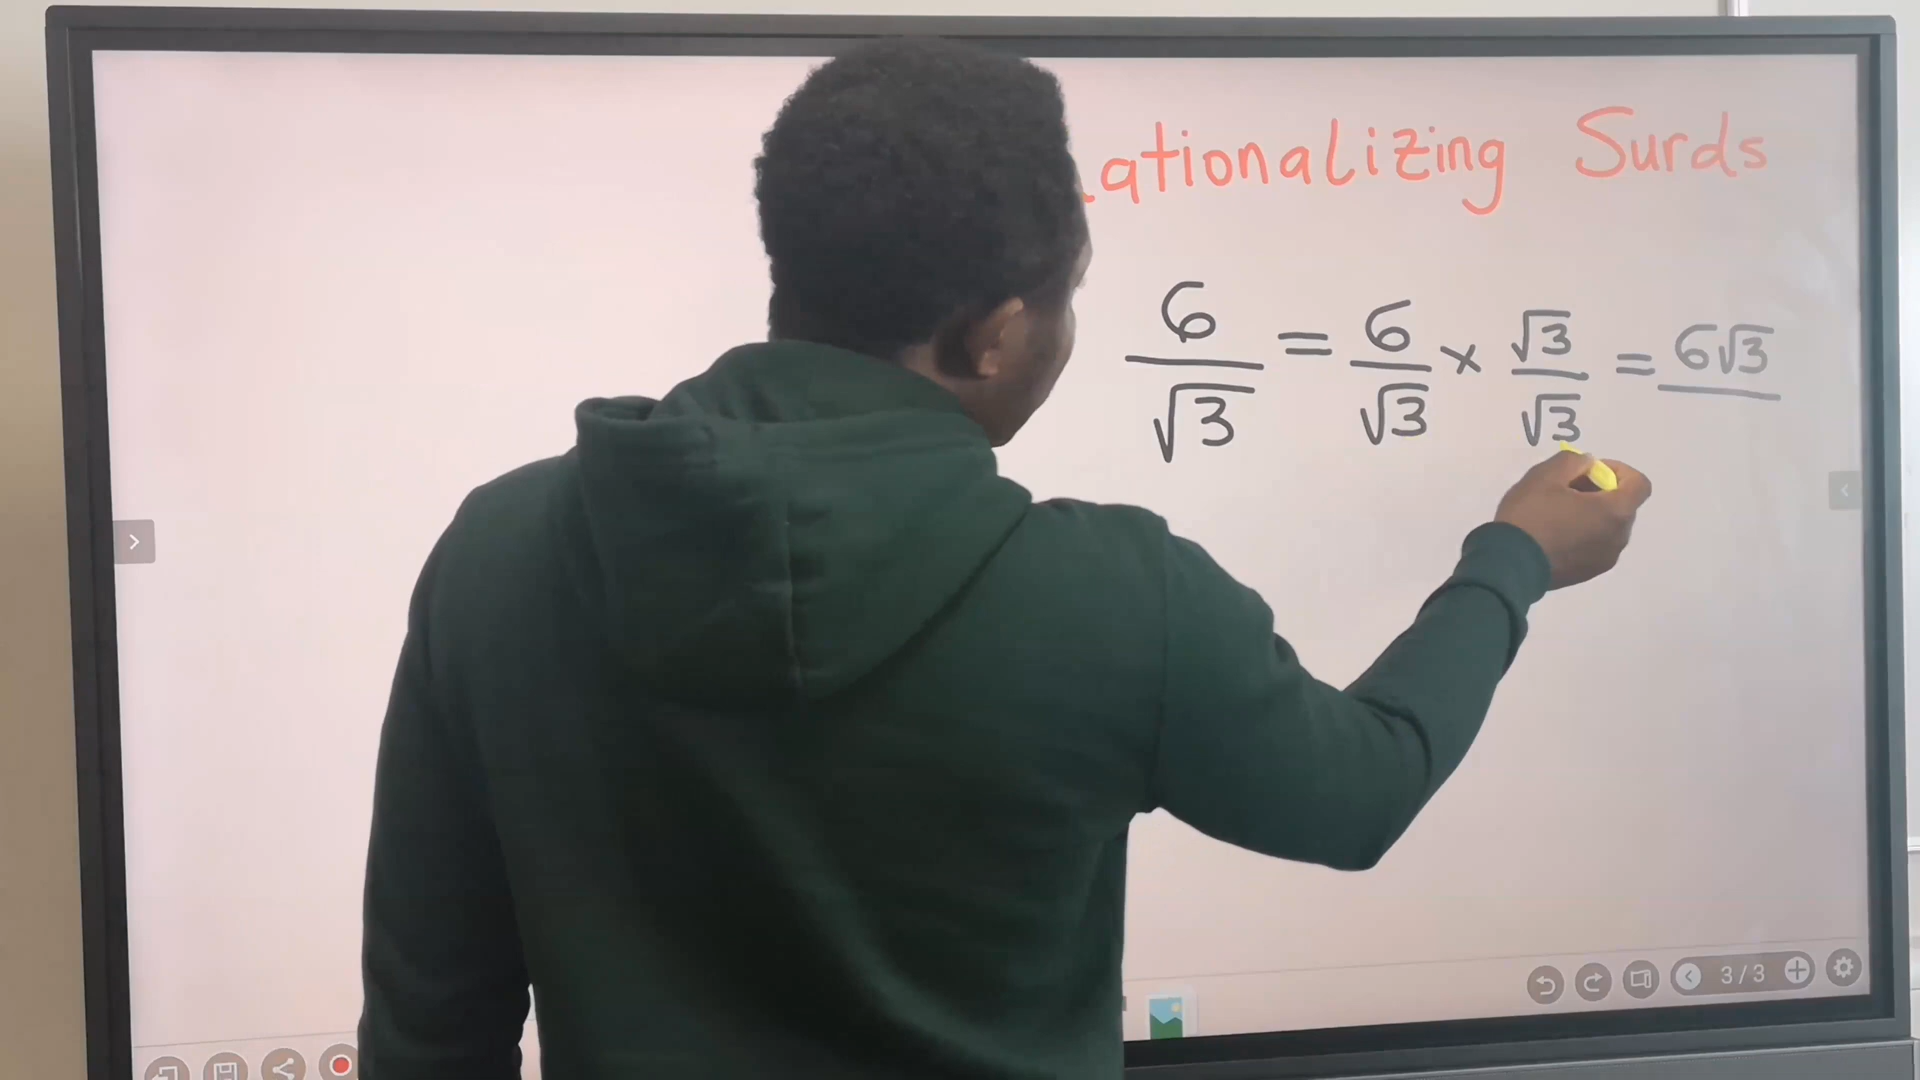 ationalizing Surds
6/√3 = 6/√3 × √3/√3 = 6√3
3/3